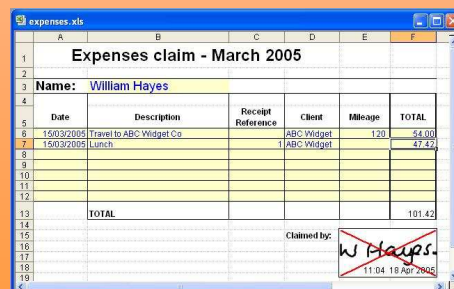 expenses.xls
A B C D E F
1 Expenses claim - March 2005
2
3 Name: William Hayes
4
5 Date Description Receipt Reference Client Mileage TOTAL
6 15/03/2005 Travel to ABC Widget Co ABC Widget 120 54.00
7 15/03/2005 Lunch 1 ABC Widget 47.42
8
9
10
11
12
13 TOTAL 101.42
14
15 Claimed by:
16 W Hayes.
17
18 11:04 18 Apr 2005
19